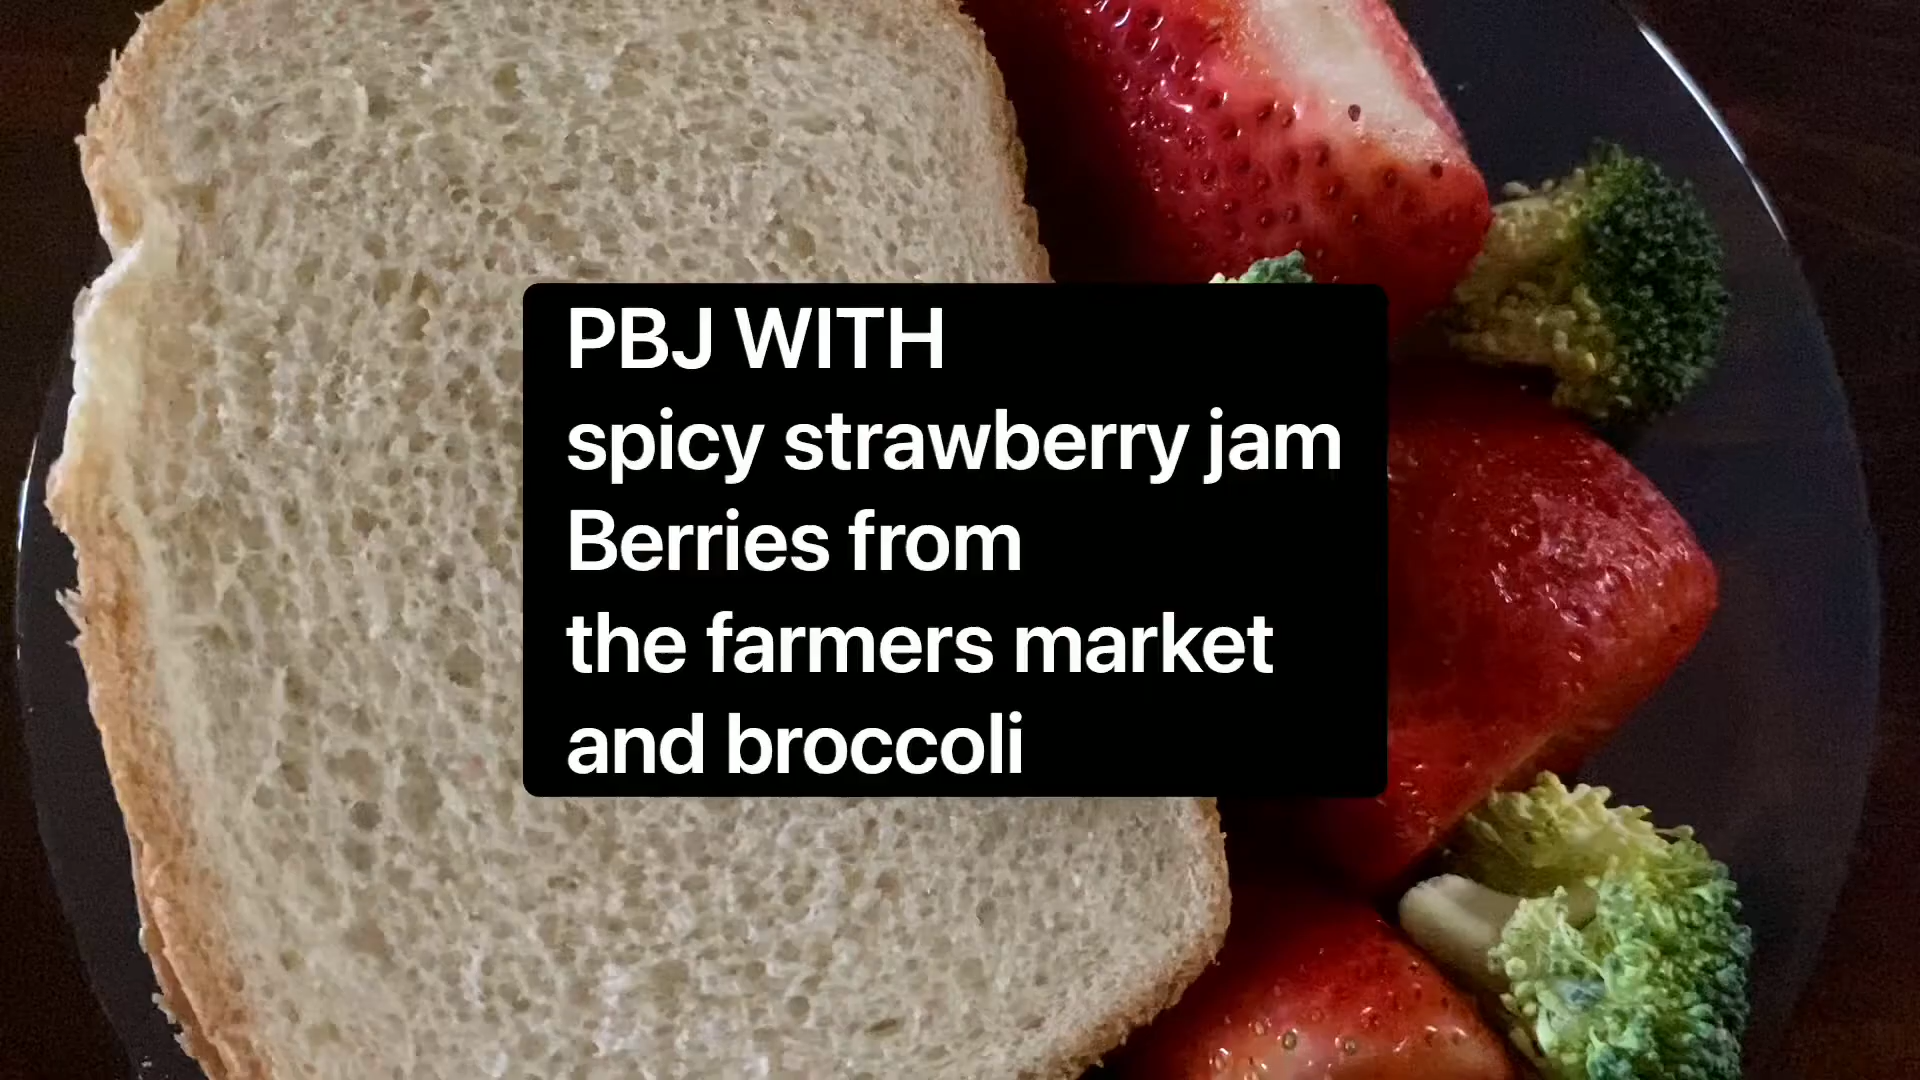 PBJ WITH
spicy strawberry jam
Berries from
the farmers market
and broccoli